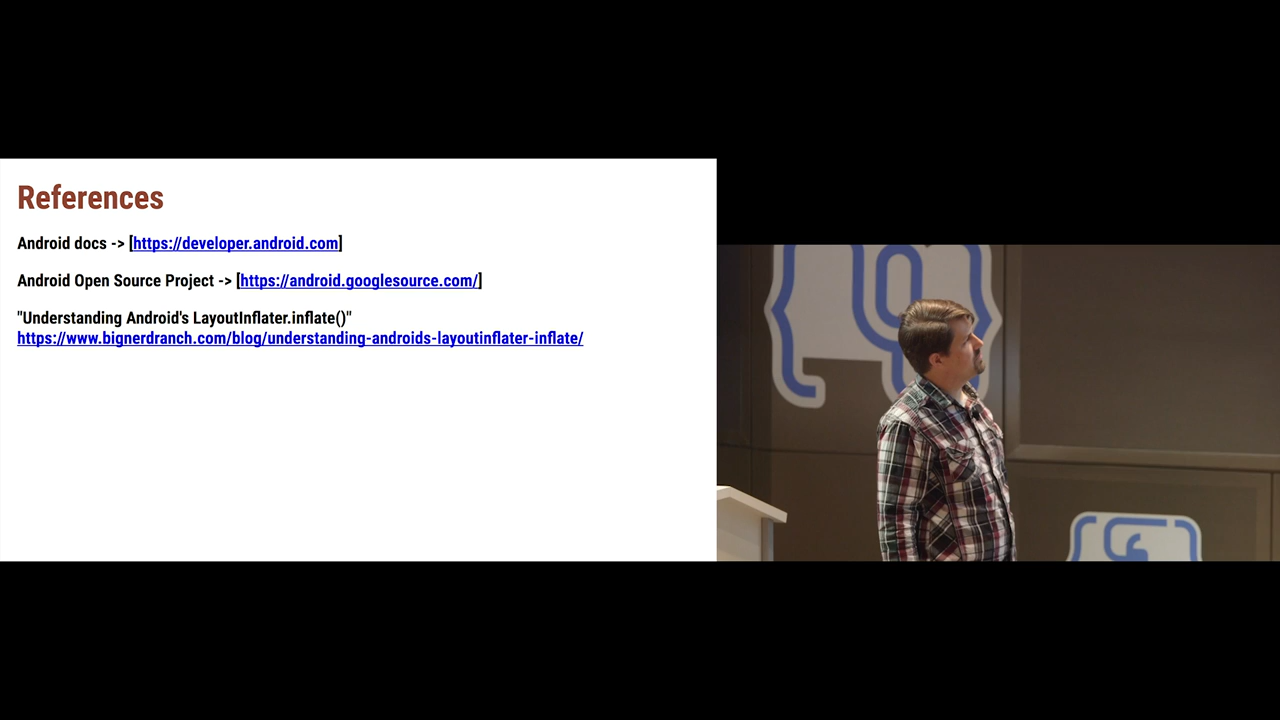 References
Android docs -> [https://developer.android.com]
Android Open Source Project -> [https://android.googlesource.com/]
"Understanding Android's LayoutInflater.inflate()"
https://www.bignerdranch.com/blog/understanding-androids-layoutinflater-inflate/